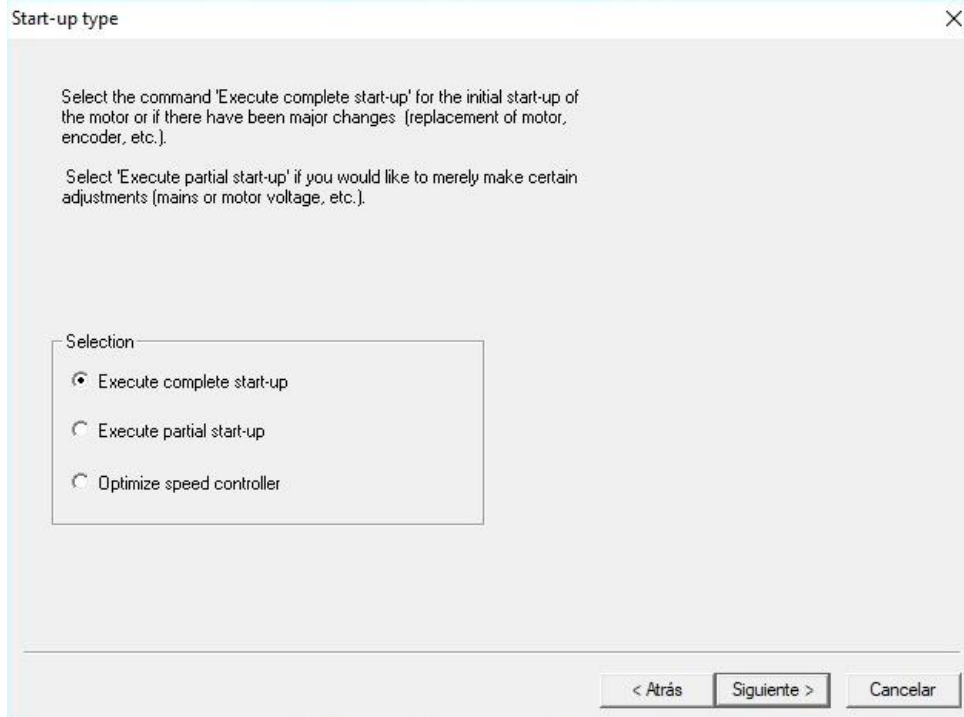 Start-up type
Select the command 'Execute complete start-up' for the initial start-up of
the motor or if there have been major changes (replacement of motor,
encoder, etc.).
Select 'Execute partial start-up' if you would like to merely make certain
adjustments (mains or motor voltage, etc.).
Selection
Execute complete start-up
Execute partial start-up
Optimize speed controller
< Atrás Siguiente > Cancelar